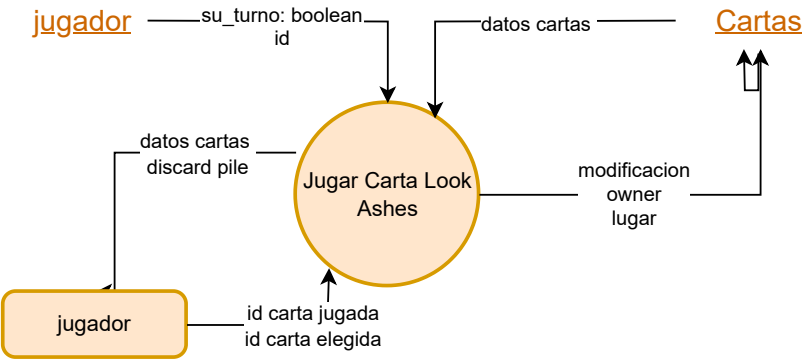 jugador
su_turno: boolean
id
datos cartas
Cartas
datos cartas
discard pile
Jugar Carta Look
Ashes
modificacion
owner
lugar
jugador
id carta jugada
id carta elegida